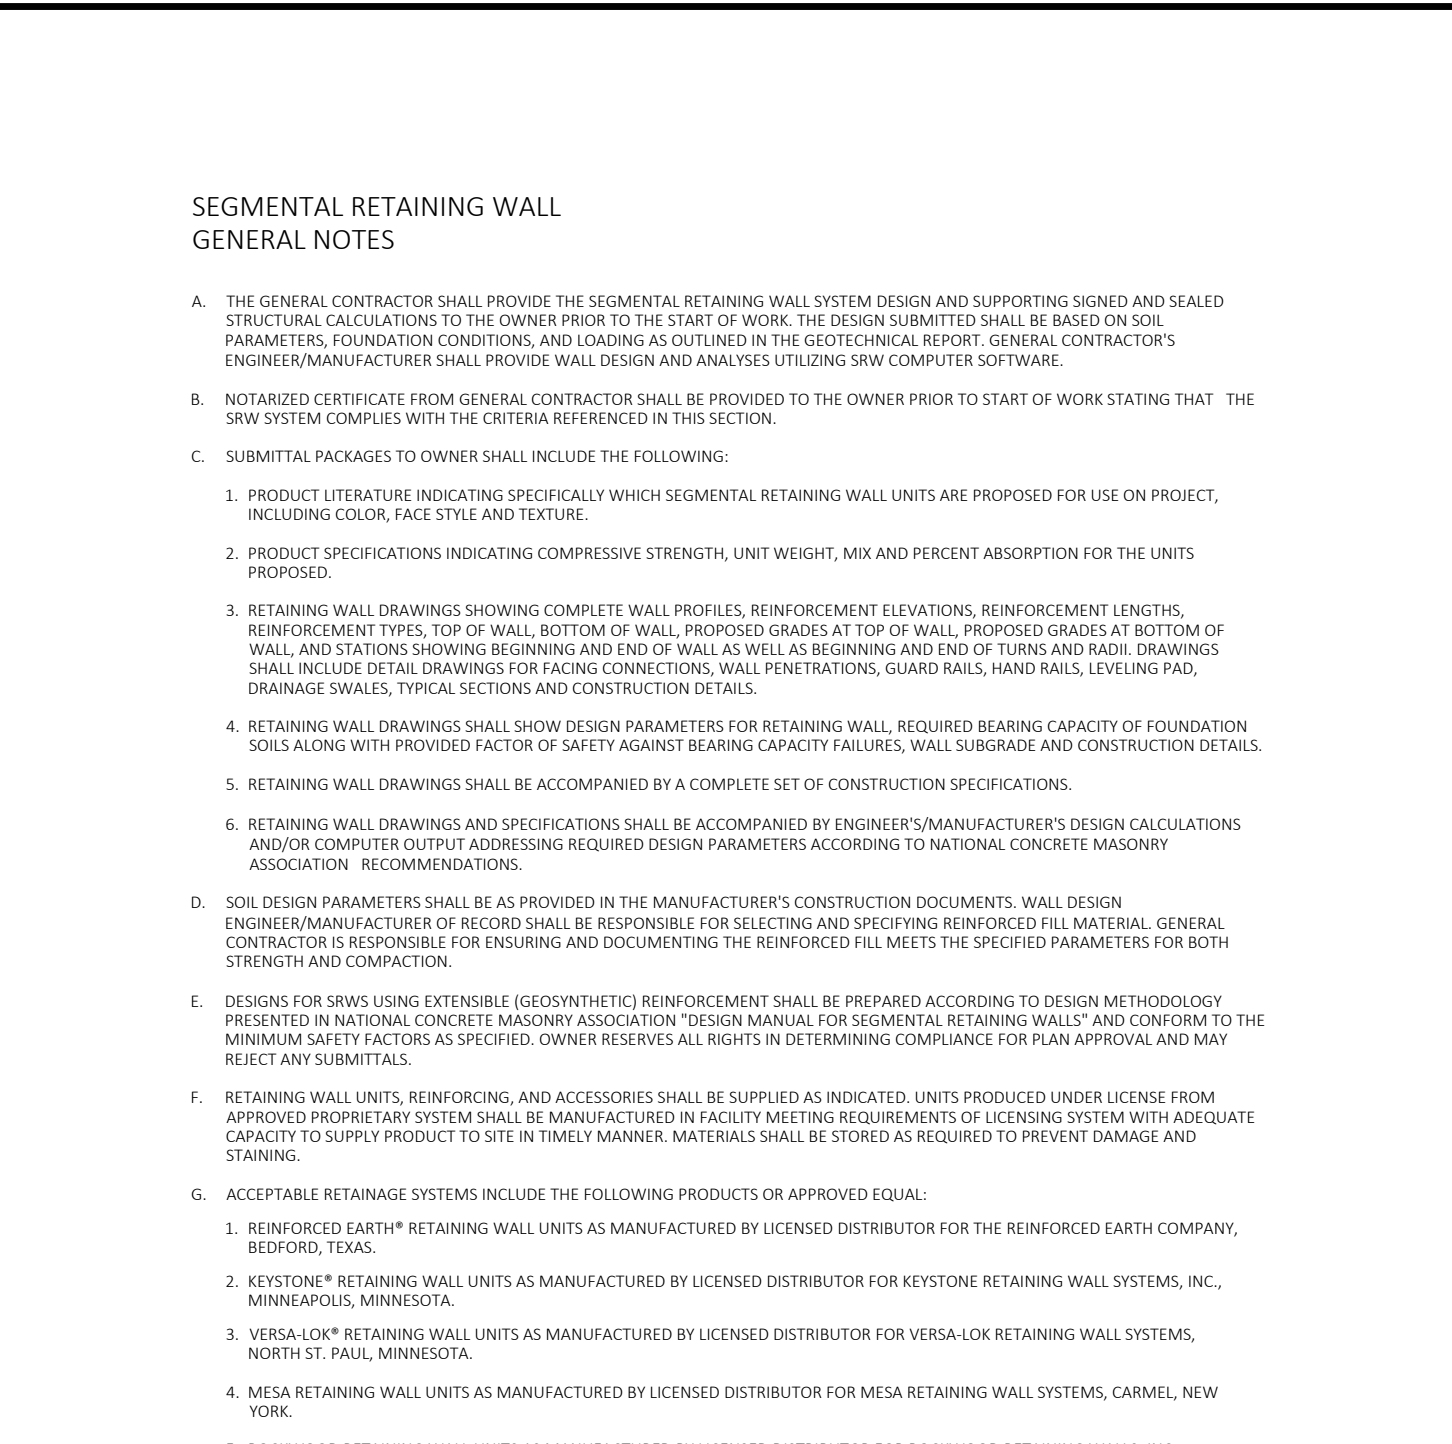 SEGMENTAL RETAINING WALL
GENERAL NOTES
A. THE GENERAL CONTRACTOR SHALL PROVIDE THE SEGMENTAL RETAINING WALL SYSTEM DESIGN AND SUPPORTING SIGNED AND SEALED
STRUCTURAL CALCULATIONS TO THE OWNER PRIOR TO THE START OF WORK. THE DESIGN SUBMITTED SHALL BE BASED ON SOIL
PARAMETERS, FOUNDATION CONDITIONS, AND LOADING AS OUTLINED IN THE GEOTECHNICAL REPORT. GENERAL CONTRACTOR'S
ENGINEER/MANUFACTURER SHALL PROVIDE WALL DESIGN AND ANALYSES UTILIZING SRW COMPUTER SOFTWARE.
B. NOTARIZED CERTIFICATE FROM GENERAL CONTRACTOR SHALL BE PROVIDED TO THE OWNER PRIOR TO START OF WORK STATING THAT THE
SRW SYSTEM COMPLIES WITH THE CRITERIA REFERENCED IN THIS SECTION.
C. SUBMITTAL PACKAGES TO OWNER SHALL INCLUDE THE FOLLOWING:
1. PRODUCT LITERATURE INDICATING SPECIFICALLY WHICH SEGMENTAL RETAINING WALL UNITS ARE PROPOSED FOR USE ON PROJECT,
INCLUDING COLOR, FACE STYLE AND TEXTURE.
2. PRODUCT SPECIFICATIONS INDICATING COMPRESSIVE STRENGTH, UNIT WEIGHT, MIX AND PERCENT ABSORPTION FOR THE UNITS
PROPOSED.
3. RETAINING WALL DRAWINGS SHOWING COMPLETE WALL PROFILES, REINFORCEMENT ELEVATIONS, REINFORCEMENT LENGTHS,
REINFORCEMENT TYPES, TOP OF WALL, BOTTOM OF WALL, PROPOSED GRADES AT TOP OF WALL, PROPOSED GRADES AT BOTTOM OF
WALL, AND STATIONS SHOWING BEGINNING AND END OF WALL AS WELL AS BEGINNING AND END OF TURNS AND RADII. DRAWINGS
SHALL INCLUDE DETAIL DRAWINGS FOR FACING CONNECTIONS, WALL PENETRATIONS, GUARD RAILS, HAND RAILS, LEVELING PAD,
DRAINAGE SWALES, TYPICAL SECTIONS AND CONSTRUCTION DETAILS.
4. RETAINING WALL DRAWINGS SHALL SHOW DESIGN PARAMETERS FOR RETAINING WALL, REQUIRED BEARING CAPACITY OF FOUNDATION
SOILS ALONG WITH PROVIDED FACTOR OF SAFETY AGAINST BEARING CAPACITY FAILURES, WALL SUBGRADE AND CONSTRUCTION DETAILS.
5. RETAINING WALL DRAWINGS SHALL BE ACCOMPANIED BY A COMPLETE SET OF CONSTRUCTION SPECIFICATIONS.
6. RETAINING WALL DRAWINGS AND SPECIFICATIONS SHALL BE ACCOMPANIED BY ENGINEER'S/MANUFACTURER'S DESIGN CALCULATIONS
AND/OR COMPUTER OUTPUT ADDRESSING REQUIRED DESIGN PARAMETERS ACCORDING TO NATIONAL CONCRETE MASONRY
ASSOCIATION RECOMMENDATIONS.
D. SOIL DESIGN PARAMETERS SHALL BE AS PROVIDED IN THE MANUFACTURER'S CONSTRUCTION DOCUMENTS. WALL DESIGN
ENGINEER/MANUFACTURER OF RECORD SHALL BE RESPONSIBLE FOR SELECTING AND SPECIFYING REINFORCED FILL MATERIAL. GENERAL
CONTRACTOR IS RESPONSIBLE FOR ENSURING AND DOCUMENTING THE REINFORCED FILL MEETS THE SPECIFIED PARAMETERS FOR BOTH
STRENGTH AND COMPACTION.
E. DESIGNS FOR SRWS USING EXTENSIBLE (GEOSYNTHETIC) REINFORCEMENT SHALL BE PREPARED ACCORDING TO DESIGN METHODOLOGY
PRESENTED IN NATIONAL CONCRETE MASONRY ASSOCIATION "DESIGN MANUAL FOR SEGMENTAL RETAINING WALLS" AND CONFORM TO THE
MINIMUM SAFETY FACTORS AS SPECIFIED. OWNER RESERVES ALL RIGHTS IN DETERMINING COMPLIANCE FOR PLAN APPROVAL AND MAY
REJECT ANY SUBMITTALS.
F. RETAINING WALL UNITS, REINFORCING, AND ACCESSORIES SHALL BE SUPPLIED AS INDICATED. UNITS PRODUCED UNDER LICENSE FROM
APPROVED PROPRIETARY SYSTEM SHALL BE MANUFACTURED IN FACILITY MEETING REQUIREMENTS OF LICENSING SYSTEM WITH ADEQUATE
CAPACITY TO SUPPLY PRODUCT TO SITE IN TIMELY MANNER. MATERIALS SHALL BE STORED AS REQUIRED TO PREVENT DAMAGE AND
STAINING.
G. ACCEPTABLE RETAINAGE SYSTEMS INCLUDE THE FOLLOWING PRODUCTS OR APPROVED EQUAL:
1. REINFORCED EARTH® RETAINING WALL UNITS AS MANUFACTURED BY LICENSED DISTRIBUTOR FOR THE REINFORCED EARTH COMPANY,
BEDFORD, TEXAS.
2. KEYSTONE® RETAINING WALL UNITS AS MANUFACTURED BY LICENSED DISTRIBUTOR FOR KEYSTONE RETAINING WALL SYSTEMS, INC.,
MINNEAPOLIS, MINNESOTA.
3. VERSA-LOK® RETAINING WALL UNITS AS MANUFACTURED BY LICENSED DISTRIBUTOR FOR VERSA-LOK RETAINING WALL SYSTEMS,
NORTH ST. PAUL, MINNESOTA.
4. MESA RETAINING WALL UNITS AS MANUFACTURED BY LICENSED DISTRIBUTOR FOR MESA RETAINING WALL SYSTEMS, CARMEL, NEW
YORK.